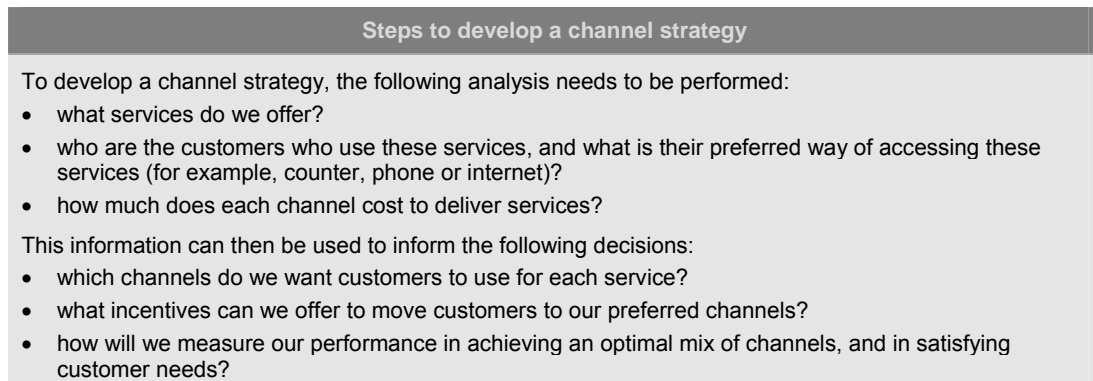 Steps to develop a channel strategy
To develop a channel strategy, the following analysis needs to be performed:
• what services do we offer?
• who are the customers who use these services, and what is their preferred way of accessing these
services (for example, counter, phone or internet)?
• how much does each channel cost to deliver services?
This information can then be used to inform the following decisions:
• which channels do we want customers to use for each service?
• what incentives can we offer to move customers to our preferred channels?
• how will we measure our performance in achieving an optimal mix of channels, and in satisfying
customer needs?